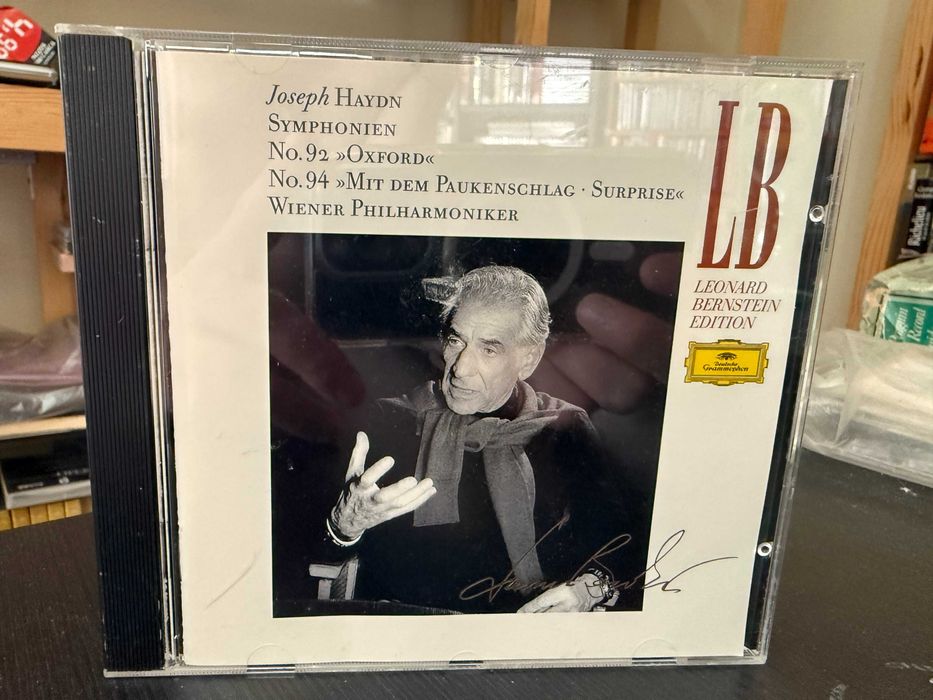 Joseph HAYDN
SYMPHONIEN
No. 92 »OXFORD«
No. 94 »MIT DEM PAUKENSCHLAG · SURPRISE«
WIENER PHILHARMONIKER
LB
LEONARD
BERNSTEIN
EDITION
Deutsche
Grammophon
Record